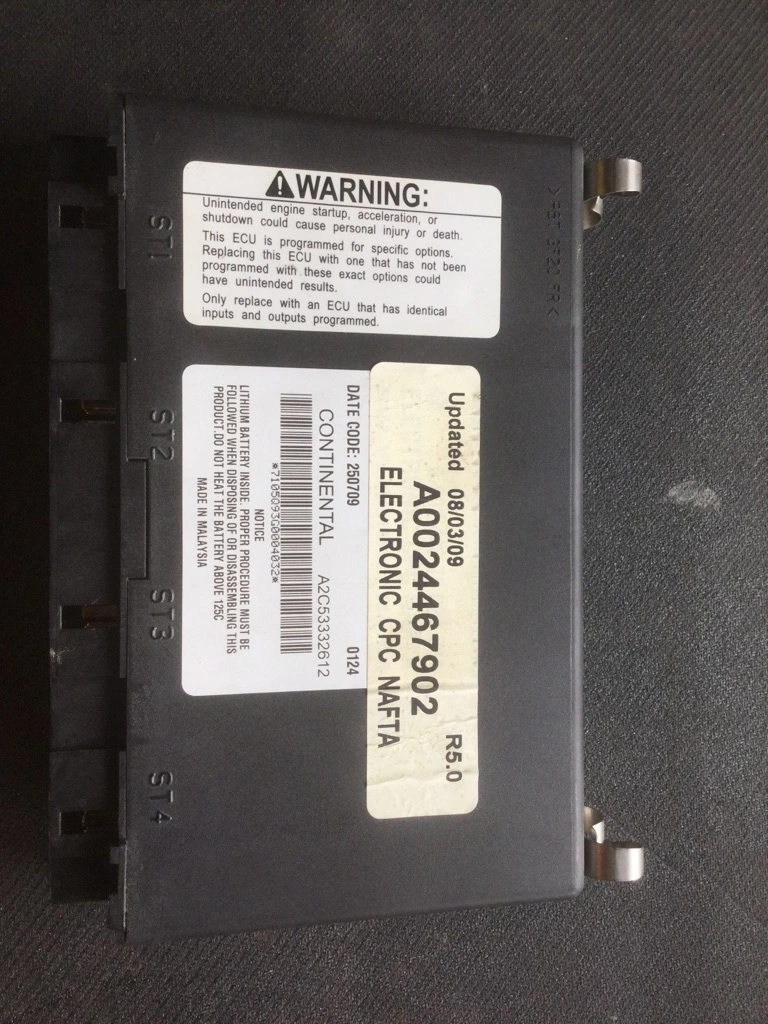 WARNING:
Unintended engine startup, acceleration, or
shutdown could cause personal injury or death.
This ECU is programmed for specific options.
Replacing this ECU with one that has not been
programmed with these exact options could
have unintended results.
Only replace with an ECU that has identical
inputs and outputs programmed.
Updated 08/03/09 R5.0
A0024467902
ELECTRONIC CPC NAFTA
DATE CODE: 250709 0124
CONTINENTAL A2C53332612
*7105093G0004032*
NOTICE
LITHIUM BATTERY INSIDE. PROPER PROCEDURE MUST BE
FOLLOWED WHEN DISPOSING OF OR DISASSEMBLING THIS
PRODUCT.DO NOT HEAT THE BATTERY ABOVE 125C
MADE IN MALAYSIA
ST1
ST2
ST3
ST4